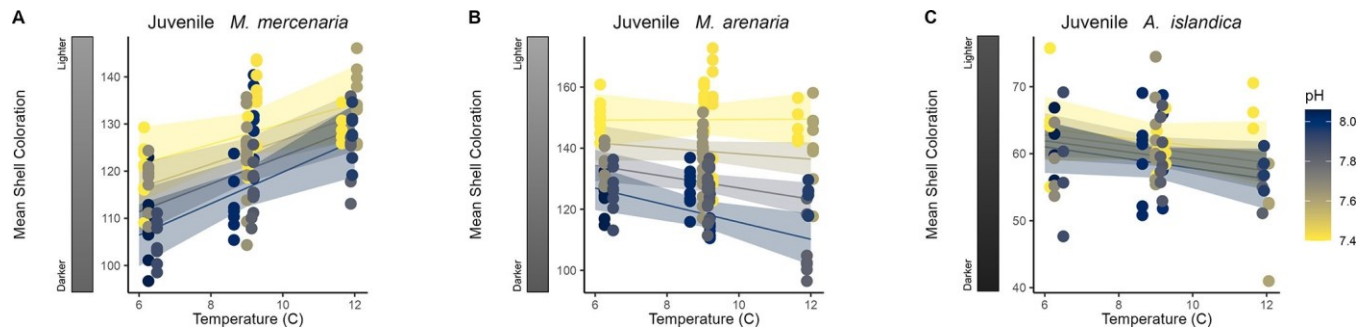 A
Juvenile M. mercenaria
Mean Shell Coloration
Lighter
Darker
140
130
120
110
100
6
8
10
12
Temperature (C)
B
Juvenile M. arenaria
Mean Shell Coloration
Lighter
Darker
160
140
120
100
6
8
10
12
Temperature (C)
C
Juvenile A. islandica
Mean Shell Coloration
Lighter
Darker
70
60
50
40
6
8
10
12
Temperature (C)
pH
8.0
7.8
7.6
7.4